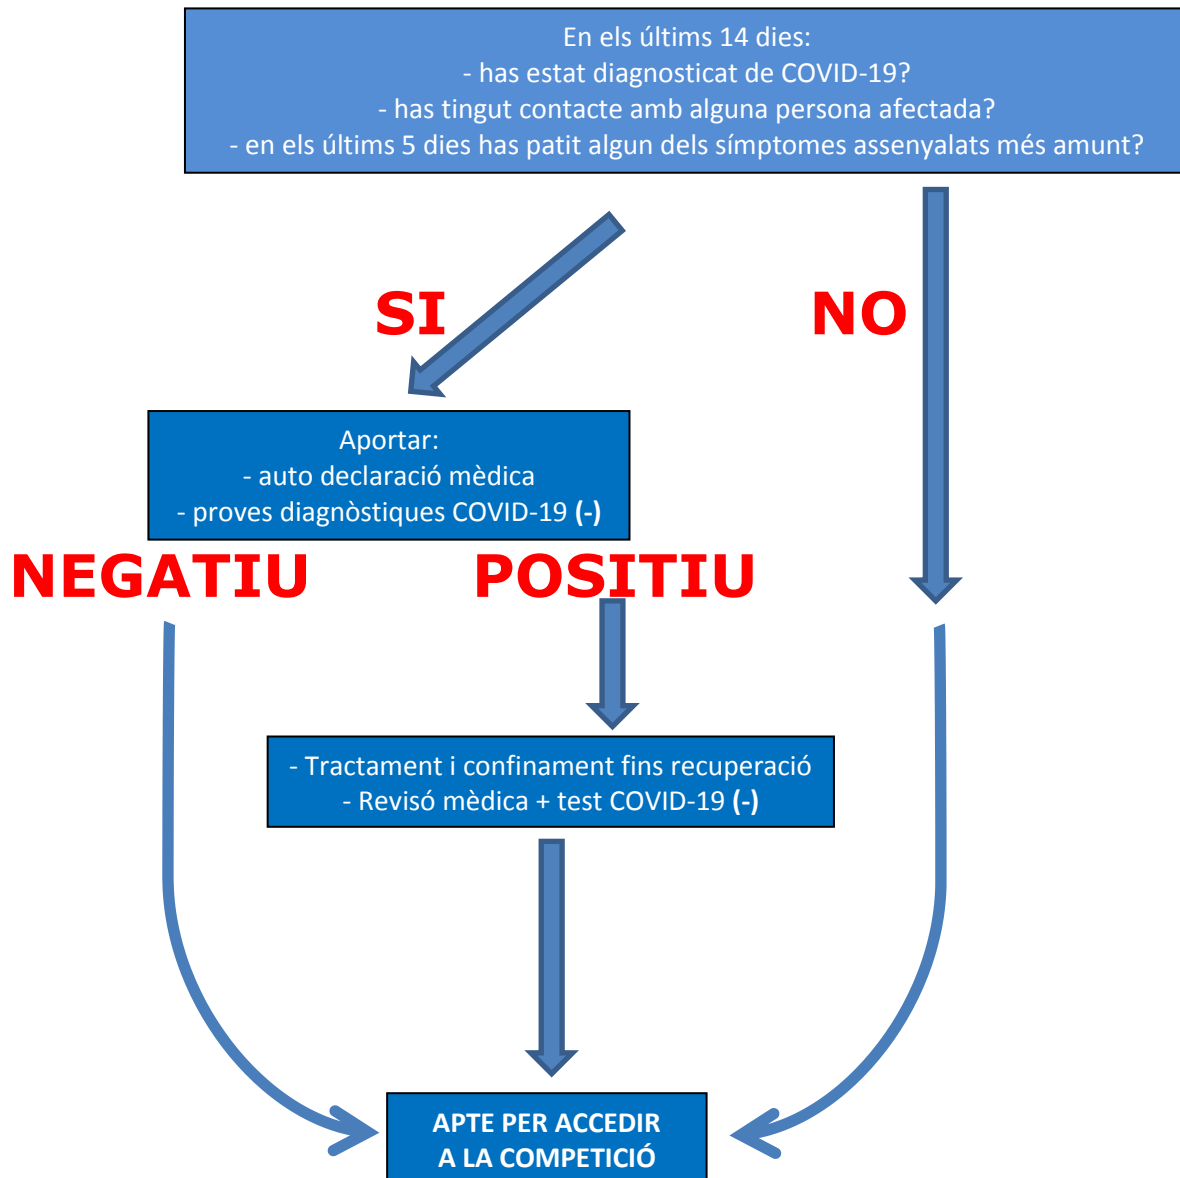 En els últims 14 dies:
- has estat diagnosticat de COVID-19?
- has tingut contacte amb alguna persona afectada?
- en els últims 5 dies has patit algun dels símptomes assenyalats més amunt?
SI
NO
Aportar:
- auto declaració mèdica
- proves diagnòstiques COVID-19 (-)
NEGATIU
POSITIU
- Tractament i confinament fins recuperació
- Revisó mèdica + test COVID-19 (-)
APTE PER ACCEDIR
A LA COMPETICIÓ